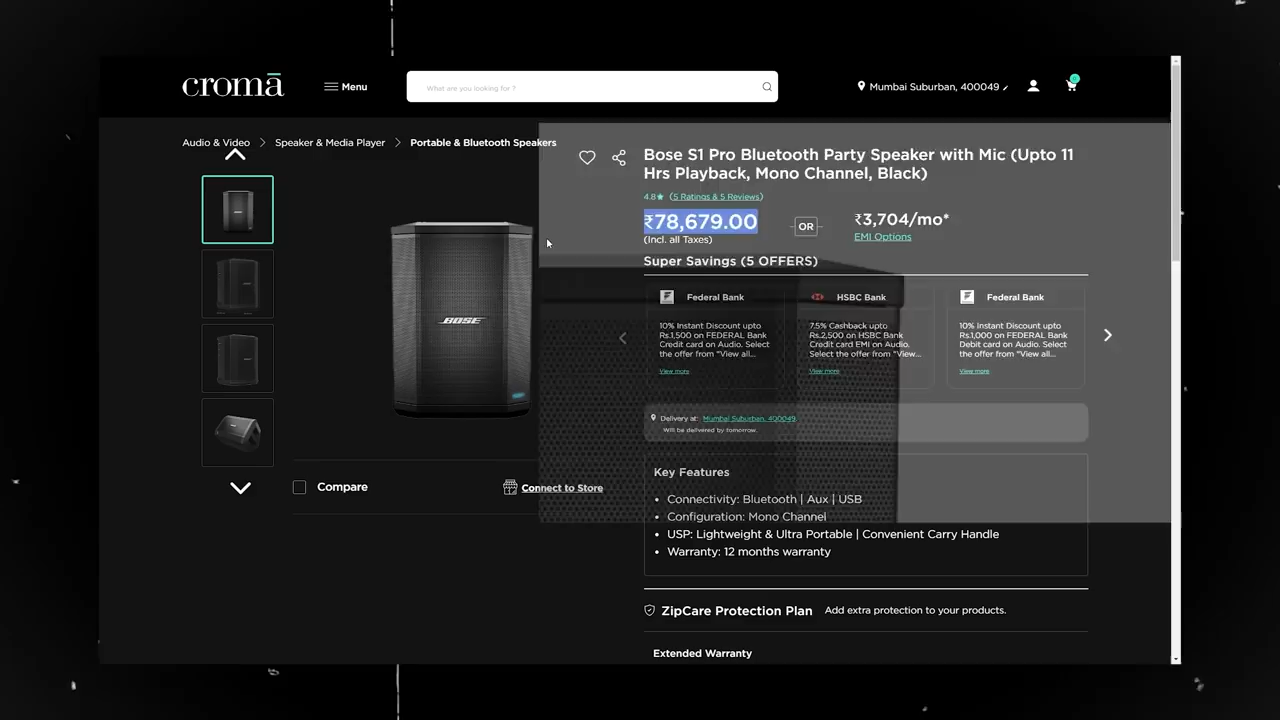 cromā
Menu
What are you looking for ?
Mumbai Suburban, 400049
0
Audio & Video > Speaker & Media Player > Portable & Bluetooth Speakers
Bose S1 Pro Bluetooth Party Speaker with Mic (Upto 11
Hrs Playback, Mono Channel, Black)
4.8★ (5 Ratings & 5 Reviews)
₹78,679.00
(Incl. all Taxes)
OR
₹3,704/mo*
EMI Options
Super Savings (5 OFFERS)
Federal Bank
10% Instant Discount upto
Rs.1,500 on FEDERAL Bank
Credit card on Audio. Select
the offer from "View all...
View more
HSBC Bank
7.5% Cashback upto
Rs.2,500 on HSBC Bank
Credit card EMI on Audio.
Select the offer from "View...
View more
Federal Bank
10% Instant Discount upto
Rs.1,000 on FEDERAL Bank
Debit card on Audio. Select
the offer from "View all...
View more
BOSE
Delivery at: Mumbai Suburban, 400049.
Will be delivered by tomorrow.
Compare
Connect to Store
Key Features
• Connectivity: Bluetooth | Aux | USB
• Configuration: Mono Channel
• USP: Lightweight & Ultra Portable | Convenient Carry Handle
• Warranty: 12 months warranty
ZipCare Protection Plan Add extra protection to your products.
Extended Warranty